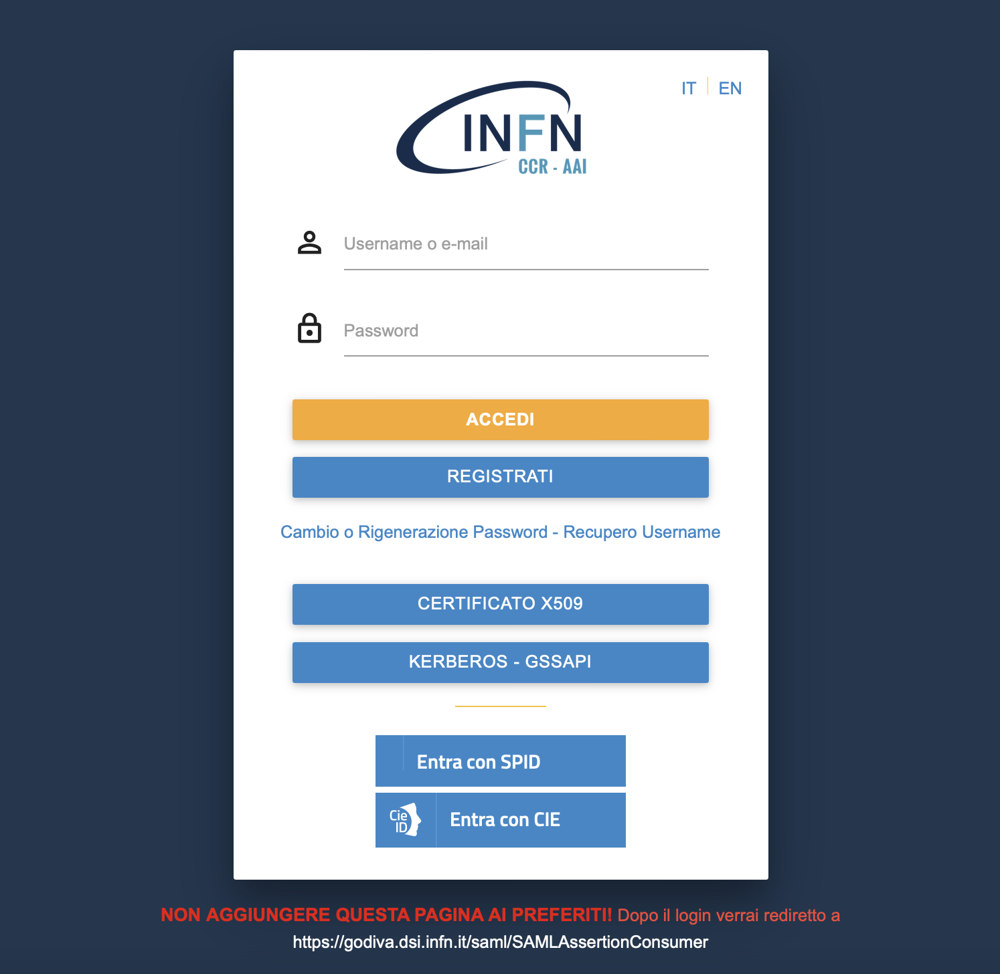 IT EN
INFN
CCR - AAI
Username o e-mail
Password
ACCEDI
REGISTRATI
Cambio o Rigenerazione Password - Recupero Username
CERTIFICATO X509
KERBEROS - GSSAPI
Entra con SPID
Cie
ID
Entra con CIE
NON AGGIUNGERE QUESTA PAGINA AI PREFERITI! Dopo il login verrai rediretto a
https://godiva.dsi.infn.it/saml/SAMLAssertionConsumer